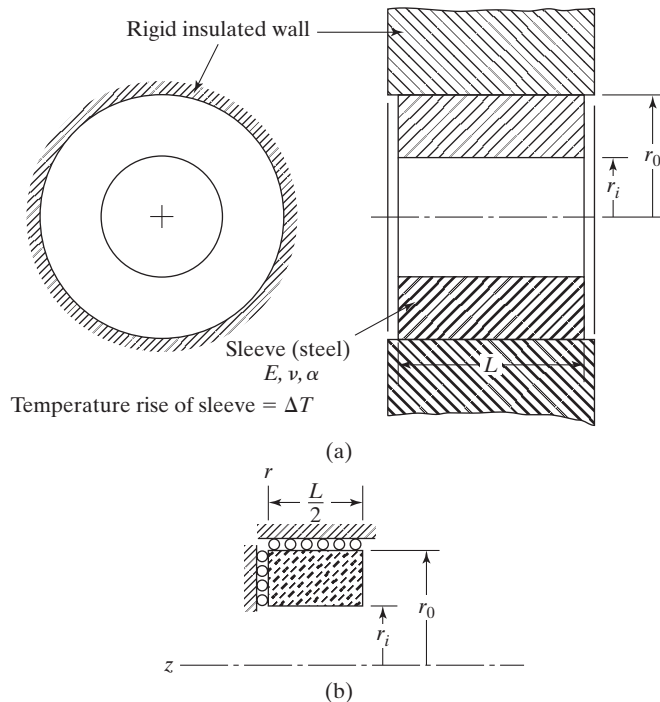 Rigid insulated wall
r₀
rᵢ
Sleeve (steel)
E, ν, α
L
Temperature rise of sleeve = ΔT
(a)
r
L/2
r₀
rᵢ
z
(b)